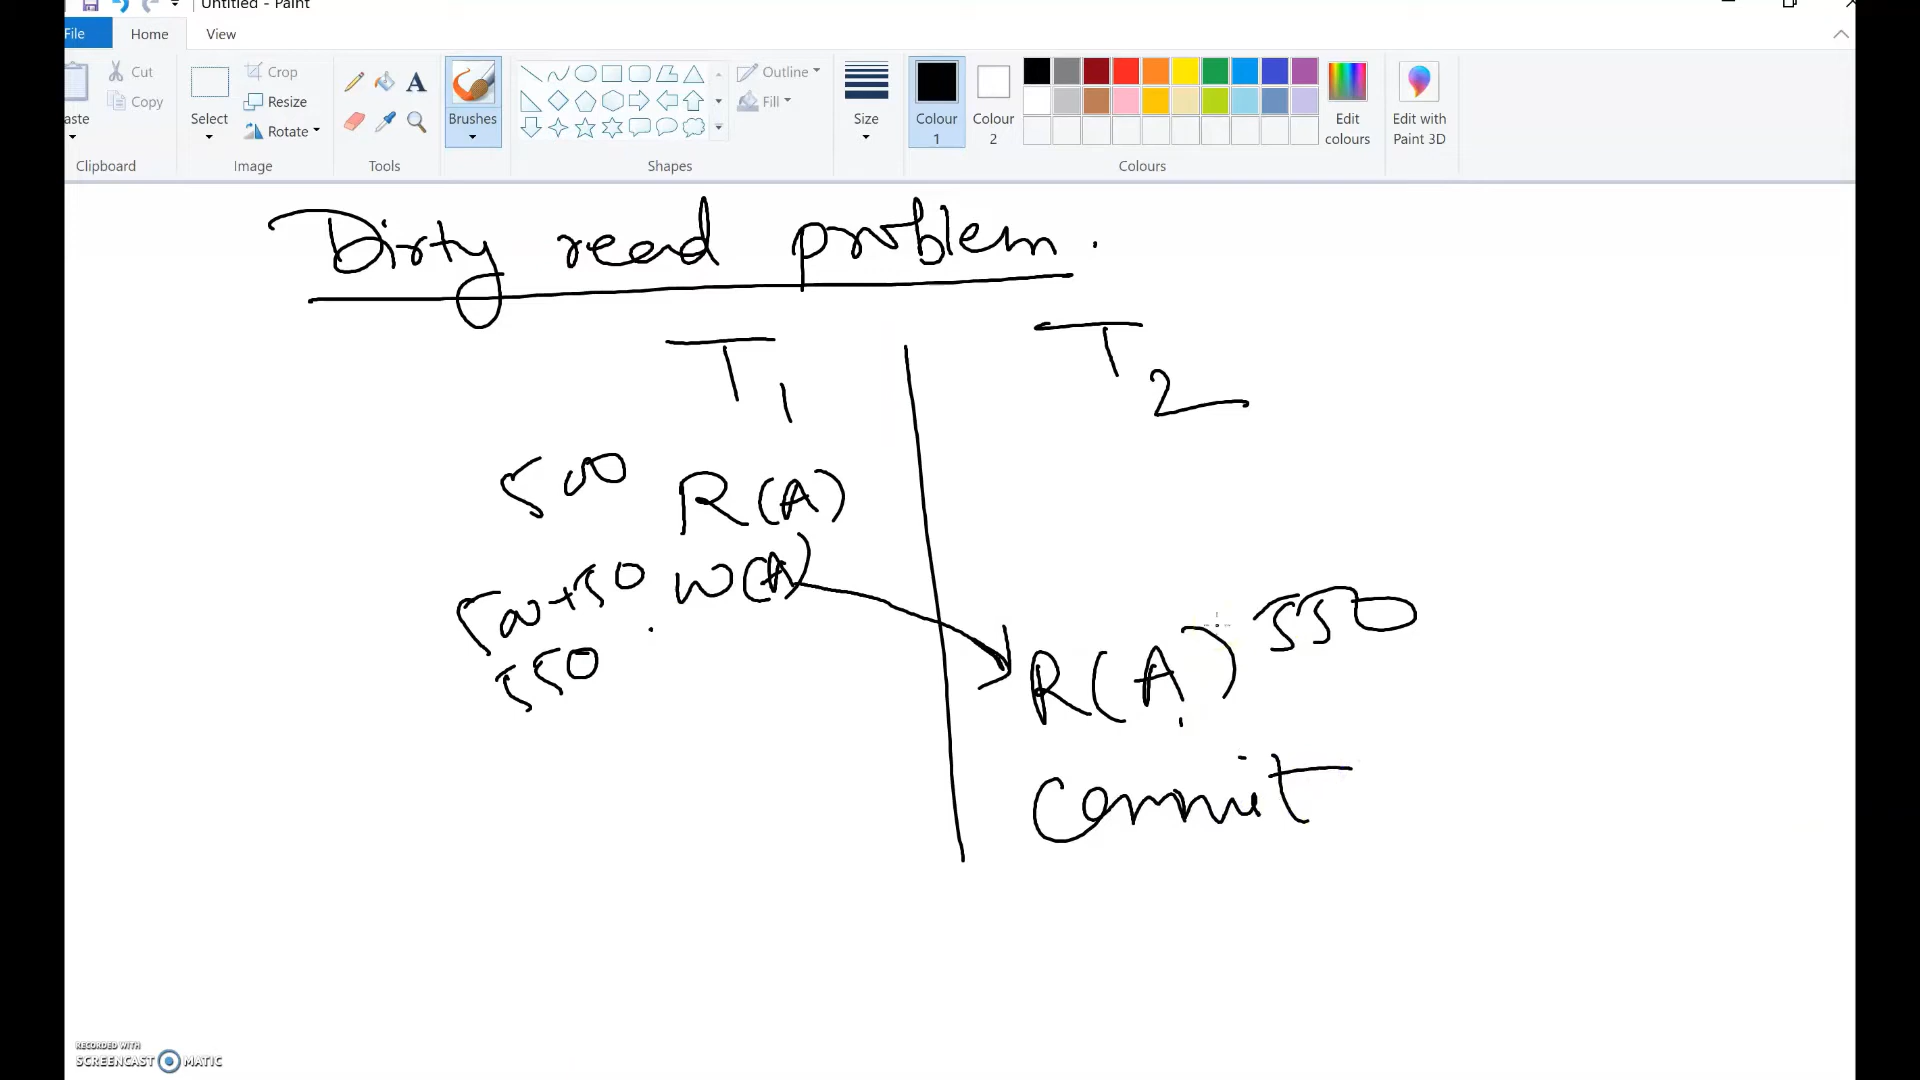 Untitled - Paint
File Home View
Cut
Copy
aste
Clipboard
Select
Crop
Resize
Rotate
Image
Tools
Brushes
Shapes
Outline
Fill
Size
Colour 1
Colour 2
Edit colours
Edit with Paint 3D
Colours
Dirty read problem.
T1 T2
500 R(A)
500+50 W(A)
550
R(A) 550
Commit
RECORDED WITH
SCREENCAST MATIC